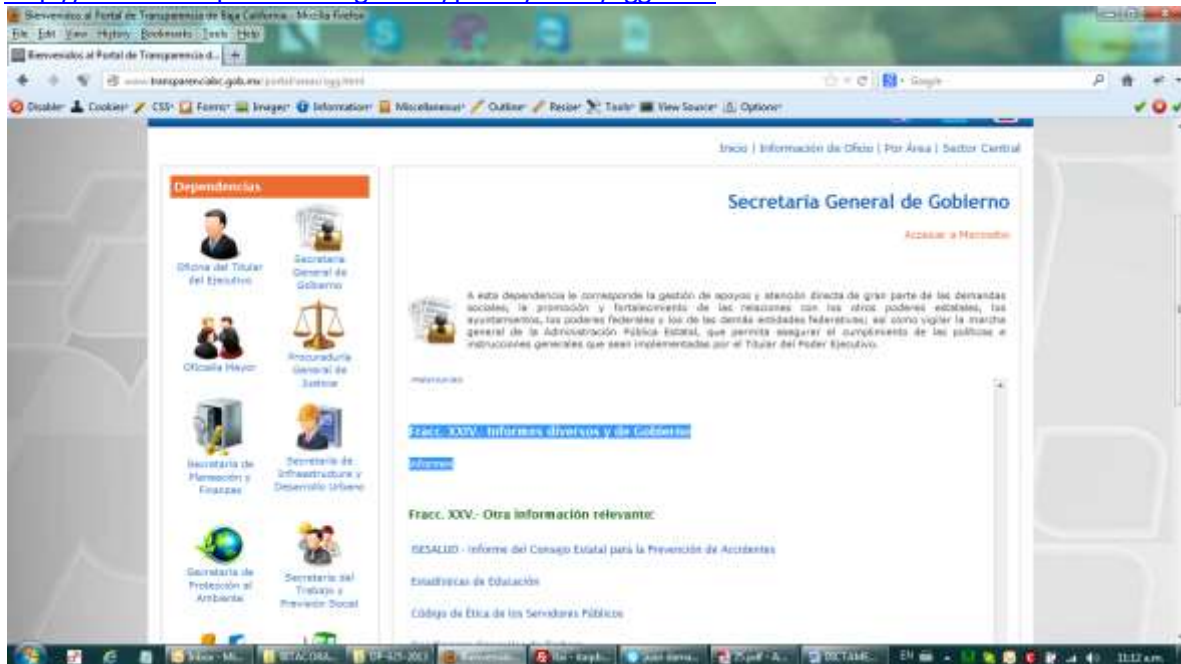 Bienvenidos al Portal de Transparencia de Baja California - Mozilla Firefox
File Edit View History Bookmarks Tools Help
Bienvenidos al Portal de Transparencia d...
www.transparenciabc.gob.mx/portal/
Google
Disable Cookies CSS Forms Images Information Miscellaneous Outline Resize Tools View Source Options
Inicio | Información de Oficio | Por Área | Sector Central
Dependencias
Oficina del Titular del Ejecutivo
Secretaría General de Gobierno
Oficialía Mayor
Procuraduría General de Justicia
Secretaría de Planeación y Finanzas
Secretaría de Infraestructura y Desarrollo Urbano
Secretaría de Protección al Ambiente
Secretaría del Trabajo y Previsión Social
Secretaría General de Gobierno
Accesar a Micrositio
A esta dependencia le corresponde la gestión de apoyos y atención directa de gran parte de las demandas
sociales, la promoción y fortalecimiento de las relaciones con los otros poderes estatales, los
ayuntamientos, los poderes federales y los de las demás entidades federativas; así como vigilar la marcha
general de la Administración Pública Estatal, que permita asegurar el cumplimiento de las políticas e
instrucciones generales que sean implementadas por el Titular del Poder Ejecutivo.
Fracc. XXIV.- Informes diversos y de Gobierno
Informes
Fracc. XXV.- Otra información relevante:
ISESALUD - Informe del Consejo Estatal para la Prevención de Accidentes
Estadísticas de Educación
Código de Ética de los Servidores Públicos
EN
11:12 a.m.